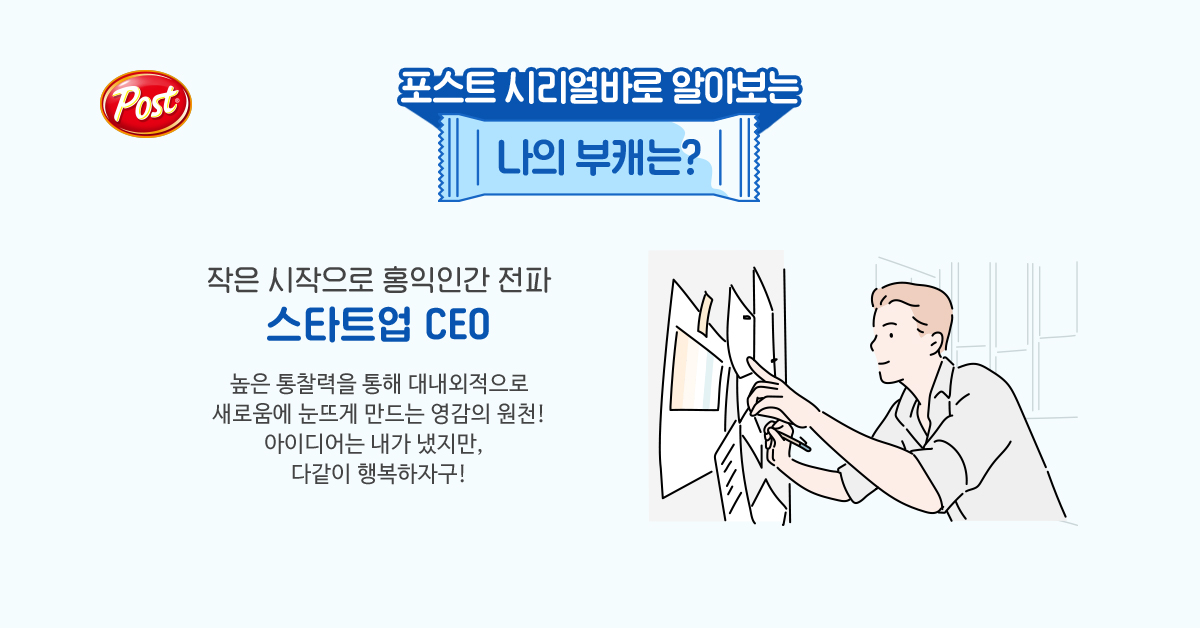 Post
포스트 시리얼바로 알아보는
나의 부캐는?
작은 시작으로 홍익인간 전파
스타트업 CEO
높은 통찰력을 통해 대내외적으로
새로움에 눈뜨게 만드는 영감의 원천!
아이디어는 내가 냈지만,
다같이 행복하자구!